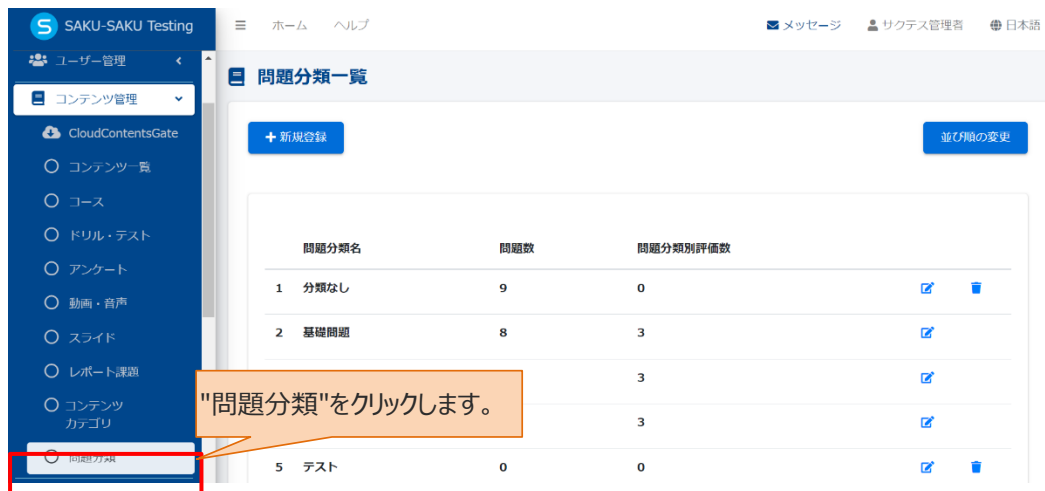 S SAKU-SAKU Testing
ホーム ヘルプ
メッセージ サクテス管理者 日本語
ユーザー管理
コンテンツ管理
CloudContentsGate
コンテンツ一覧
コース
ドリル・テスト
アンケート
動画・音声
スライド
レポート課題
コンテンツ
カテゴリ
問題分類
問題分類一覧
+ 新規登録
並び順の変更
問題分類名 問題数 問題分類別評価数
1 分類なし 9 0
2 基礎問題 8 3
3
3
5 テスト 0 0
"問題分類"をクリックします。